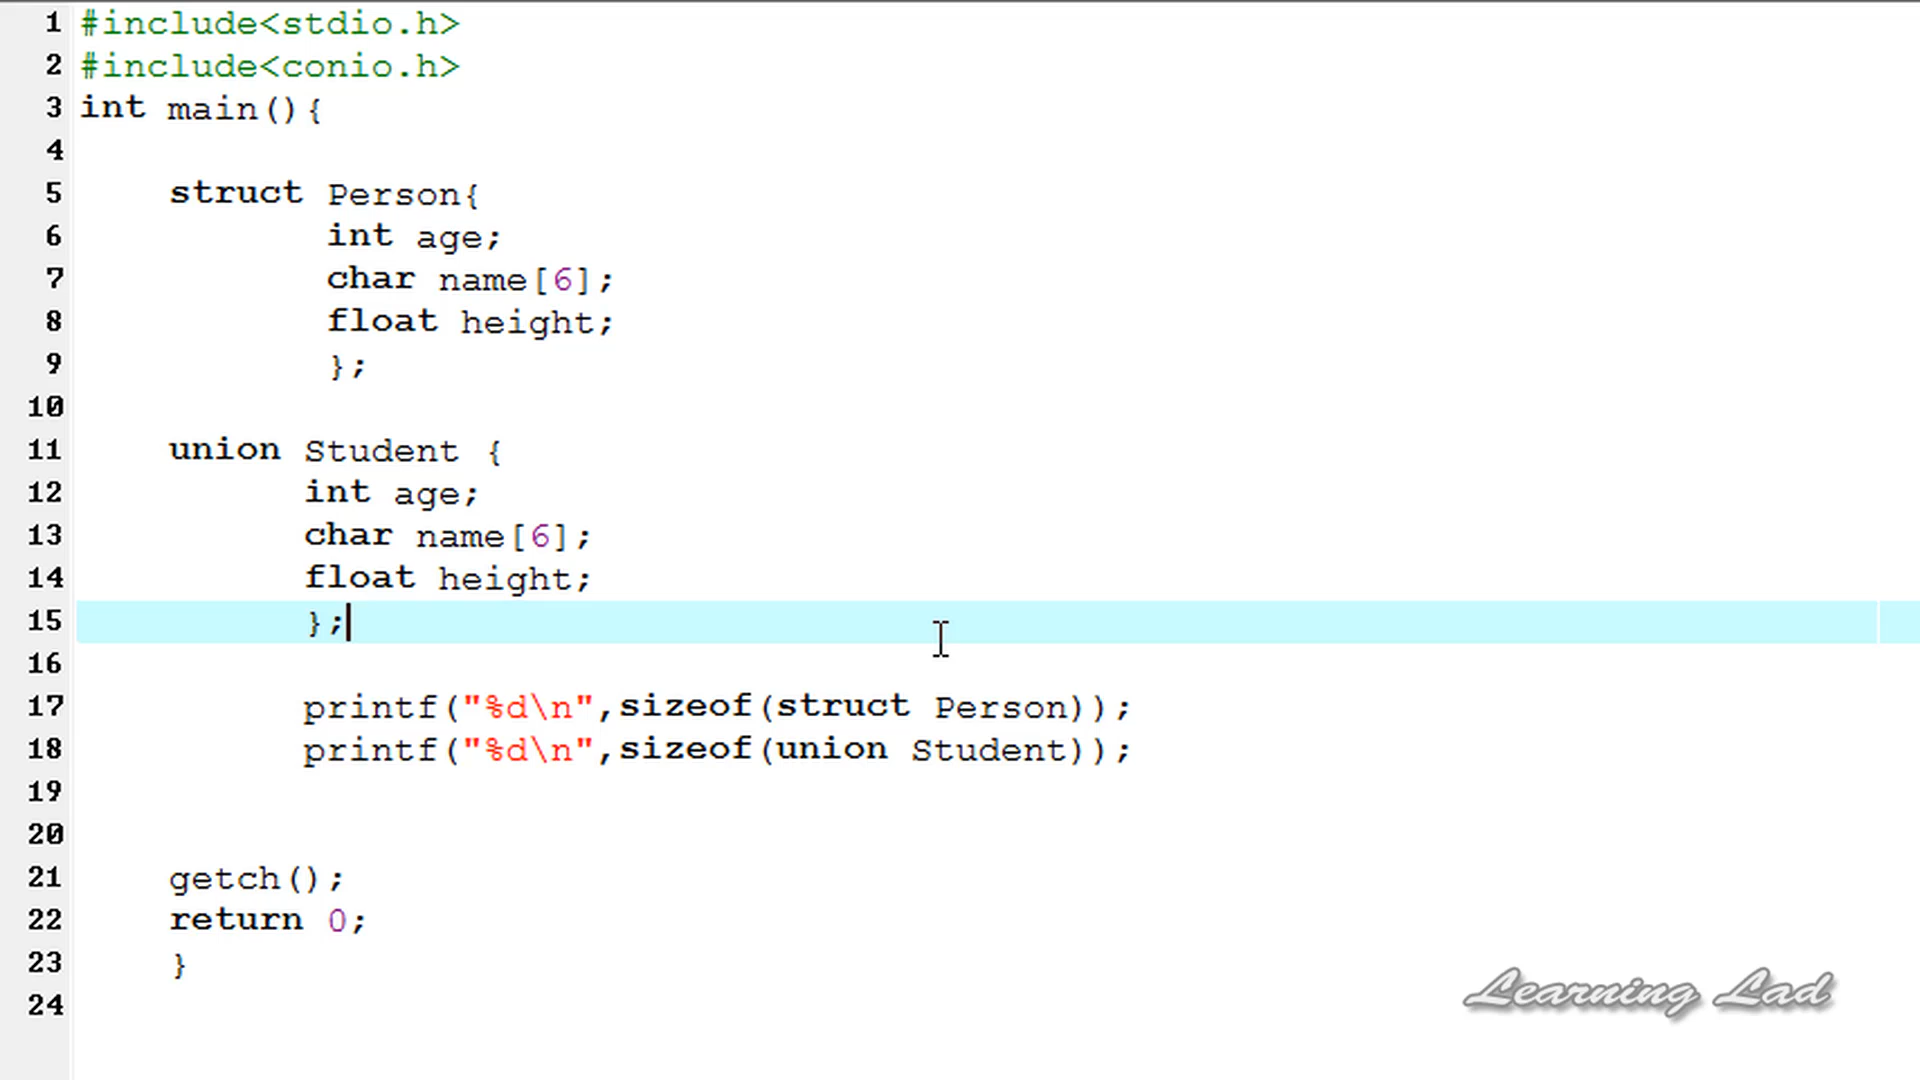 1 #include<stdio.h>
2 #include<conio.h>
3 int main(){
4
5 struct Person{
6 int age;
7 char name[6];
8 float height;
9 };
10
11 union Student {
12 int age;
13 char name[6];
14 float height;
15 };
16
17 printf("%d\n",sizeof(struct Person));
18 printf("%d\n",sizeof(union Student));
19
20
21 getch();
22 return 0;
23 }
24
Learning Lad